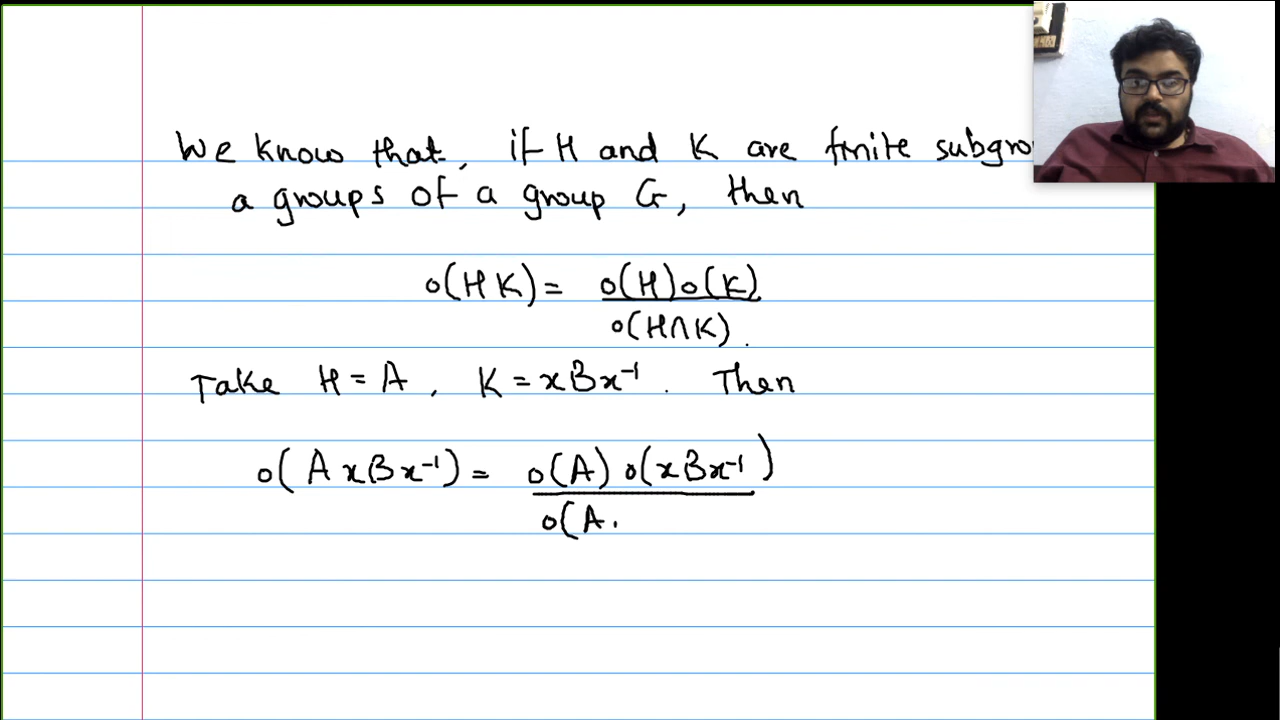 We know that, if H and K are finite subgro
a groups of a group G, then
o(HK) = o(H)o(K)
o(H∩K).
Take H = A, K = xBx⁻¹. Then
o(AxBx⁻¹) = o(A) o(xBx⁻¹)
o(A.